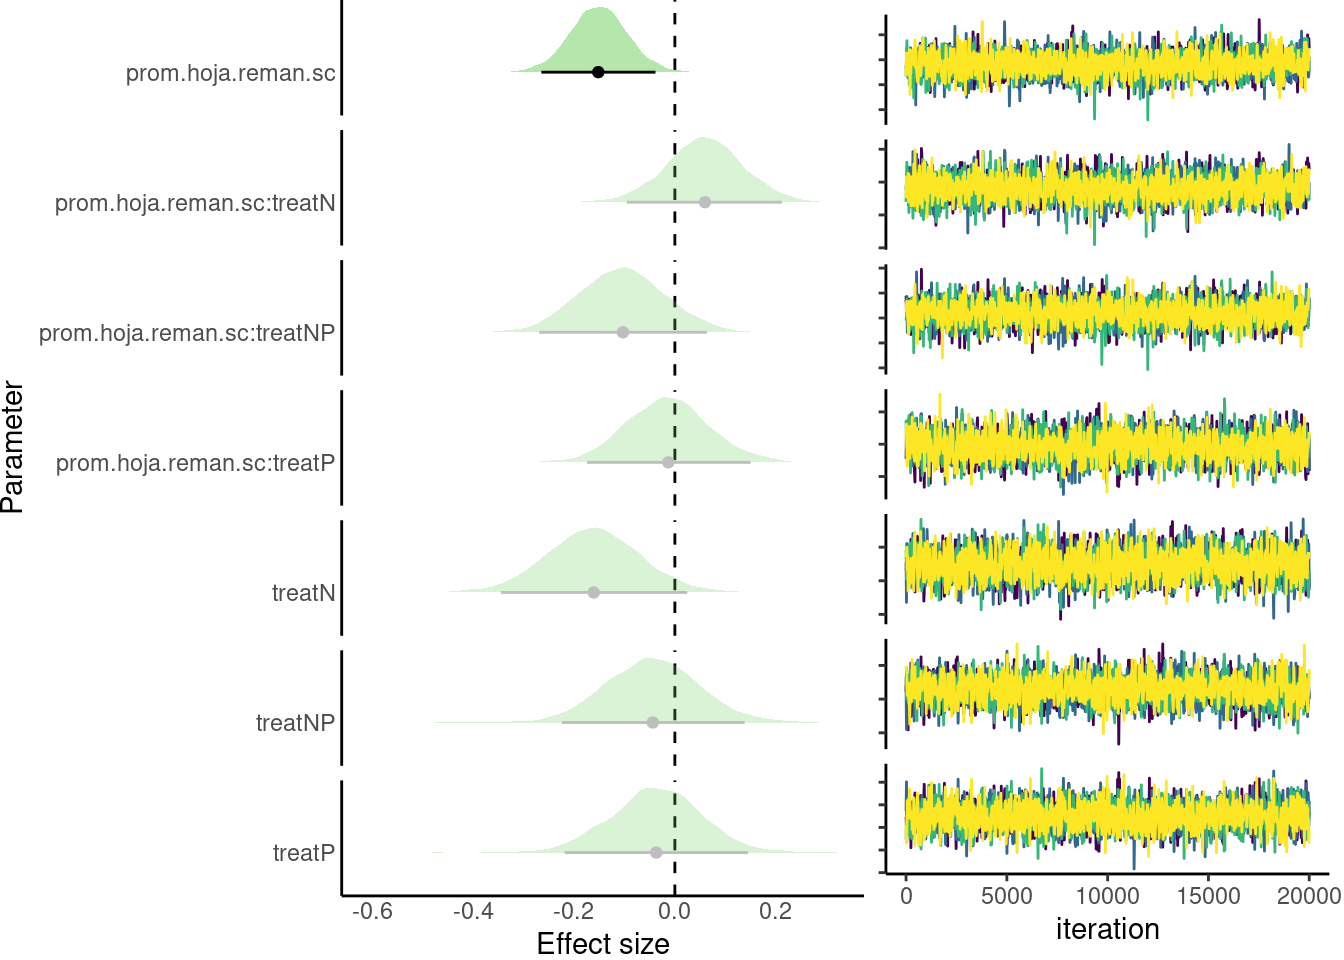 Parameter
prom.hoja.reman.sc
prom.hoja.reman.sc:treatN
prom.hoja.reman.sc:treatNP
prom.hoja.reman.sc:treatP
treatN
treatNP
treatP
-0.6 -0.4 -0.2 0.0 0.2
Effect size
0 5000 10000 15000 20000
iteration